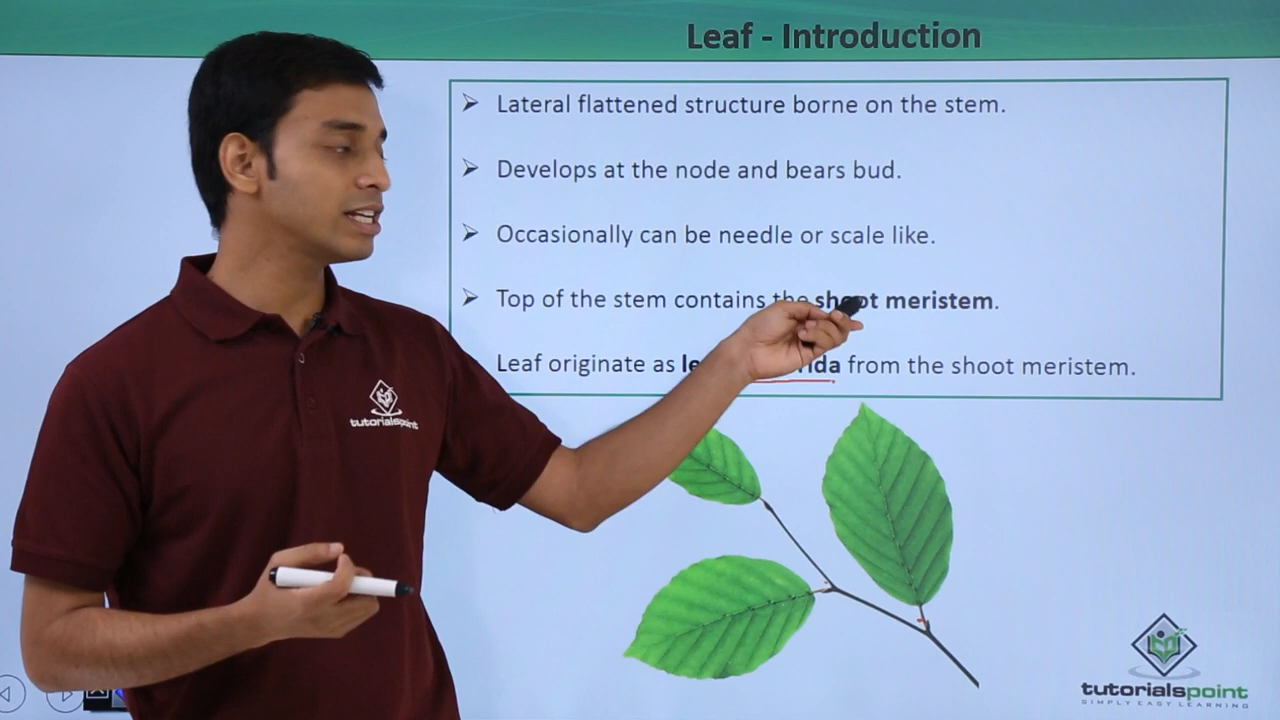 Leaf - Introduction
Lateral flattened structure borne on the stem.
Develops at the node and bears bud.
Occasionally can be needle or scale like.
Top of the stem contains the shoot meristem.
Leaf originate as from the shoot meristem.
tutorialspoint
tutorialspoint
SIMPLY EASY LEARNING